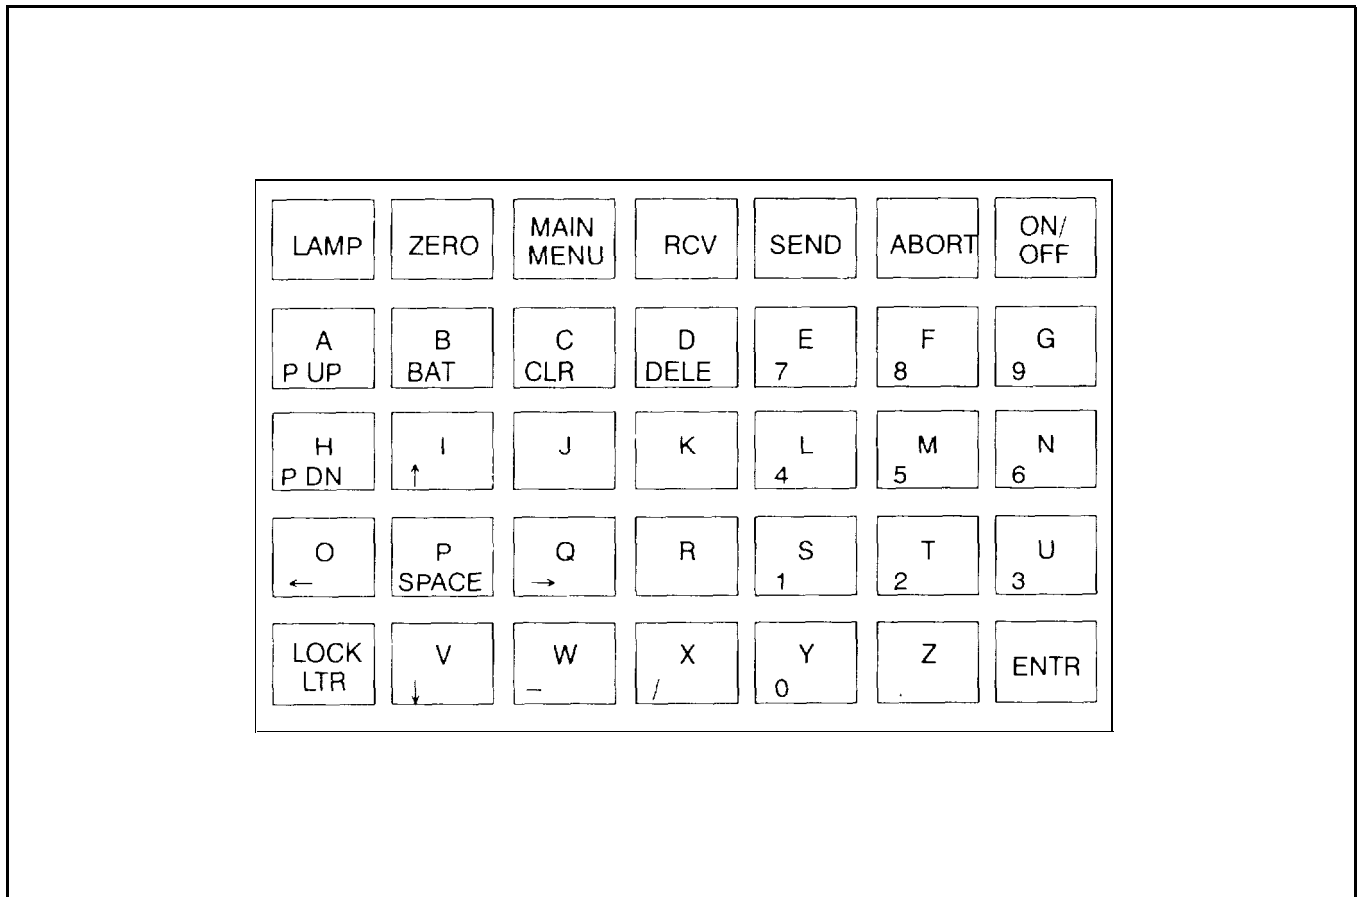 LAMP ZERO MAIN MENU RCV SEND ABORT ON/ OFF
A B C D E F G
P UP BAT CLR DELE 7 8 9
H I J K L M N
P DN ↑ 4 5 6
O P Q R S T U
← SPACE → 1 2 3
LOCK LTR V W X Y Z ENTR
↓ – / 0 .